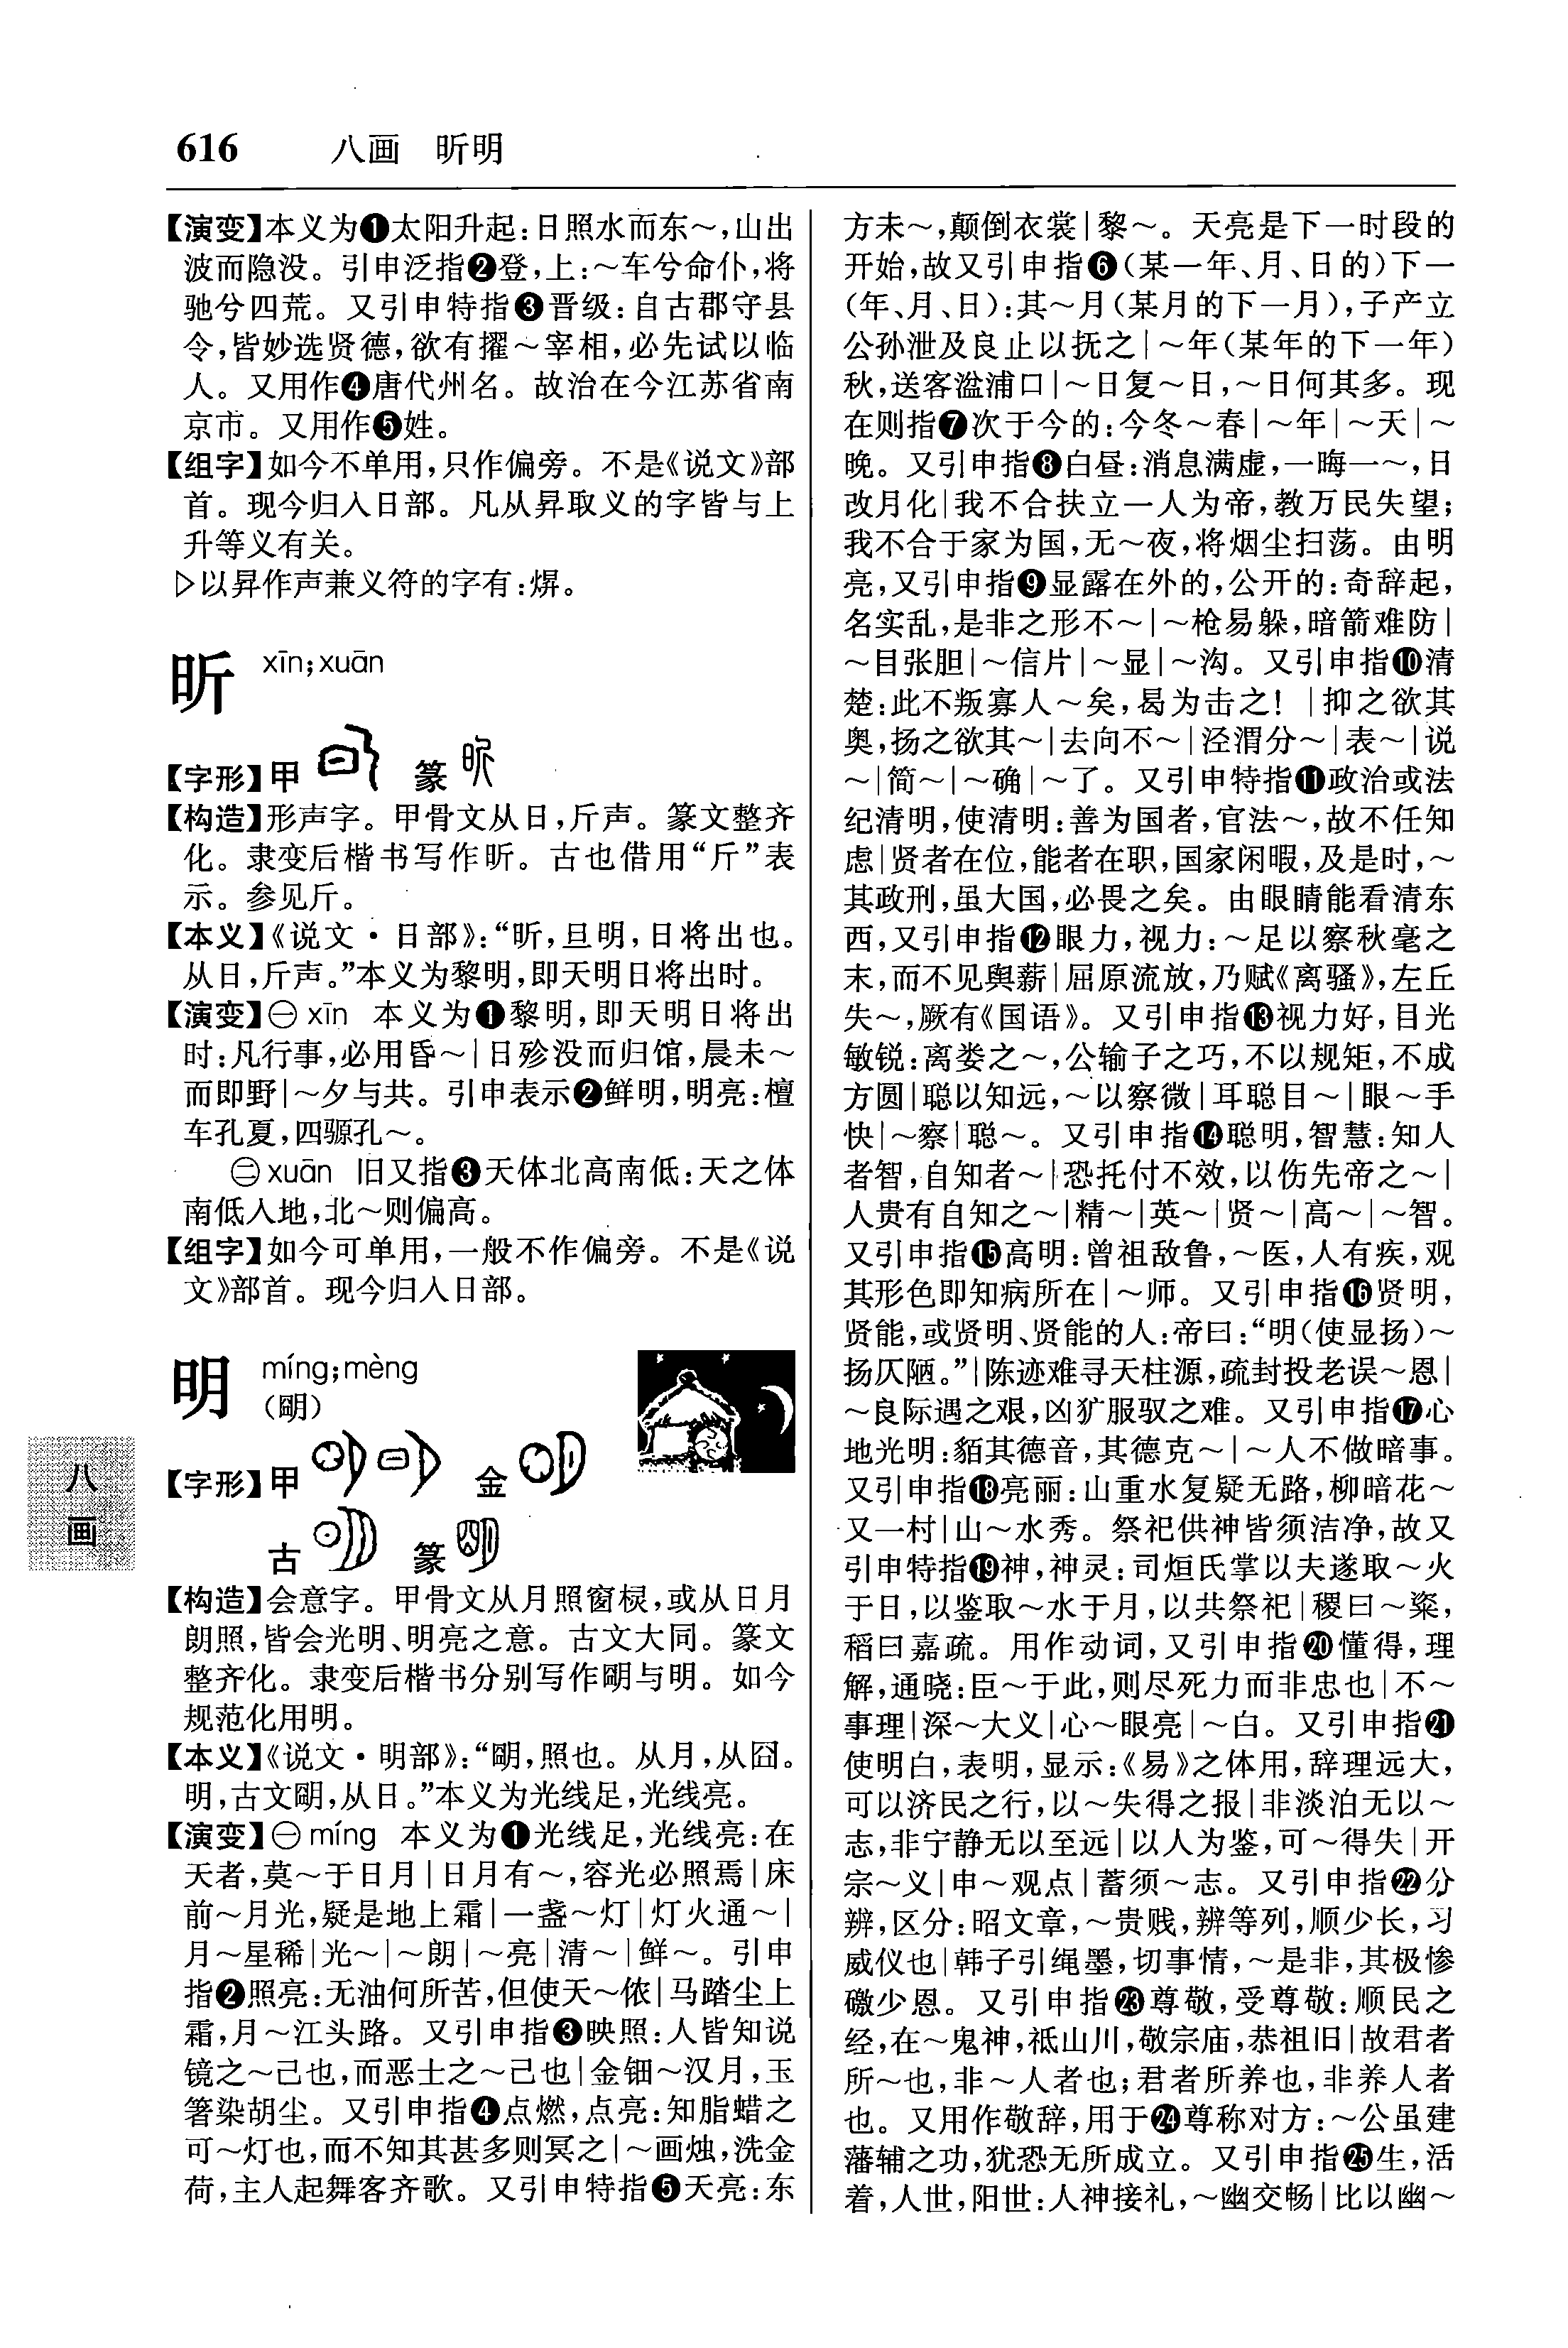 616 八画 昕明
【演变】本义为❶太阳升起:日照水而东～,山出
波而隐没。引申泛指❷登,上:～车兮命仆,将
驰兮四荒。又引申特指❸晋级:自古郡守县
令,皆妙选贤德,欲有擢～宰相,必先试以临
人。又用作❹唐代州名。故治在今江苏省南
京市。又用作❺姓。
【组字】如今不单用,只作偏旁。不是《说文》部
首。现今归入日部。凡从昇取义的字皆与上
升等义有关。
▷以昇作声兼义符的字有:焺。
昕 xīn;xuān
【字形】甲 篆
【构造】形声字。甲骨文从日,斤声。篆文整齐
化。隶变后楷书写作昕。古也借用“斤”表
示。参见斤。
【本义】《说文·日部》:“昕,旦明,日将出也。
从日,斤声。”本义为黎明,即天明日将出时。
【演变】㊀xīn 本义为❶黎明,即天明日将出
时:凡行事,必用昏～|日殄没而归馆,晨未～
而即野|～夕与共。引申表示❷鲜明,明亮:檀
车孔夏,四骠孔～。
㊁xuān 旧又指❸天体北高南低:天之体
南低入地,北～则偏高。
【组字】如今可单用,一般不作偏旁。不是《说
文》部首。现今归入日部。
明 míng;mèng
(朙)
【字形】甲 金
古 篆
【构造】会意字。甲骨文从月照窗棂,或从日月
朗照,皆会光明、明亮之意。古文大同。篆文
整齐化。隶变后楷书分别写作朙与明。如今
规范化用明。
【本义】《说文·明部》:“朙,照也。从月,从囧。
明,古文朙,从日。”本义为光线足,光线亮。
【演变】㊀míng 本义为❶光线足,光线亮:在
天者,莫～于日月|日月有～,容光必照焉|床
前～月光,疑是地上霜|一盏～灯|灯火通～|
月～星稀|光～|～朗|～亮|清～|鲜～。引申
指❷照亮:无油何所苦,但使天～侬|马踏尘上
霜,月～江头路。又引申指❸映照:人皆知说
镜之～己也,而恶士之～己也|金钿～汉月,玉
箸染胡尘。又引申指❹点燃,点亮:知脂蜡之
可～灯也,而不知其甚多则冥之|～画烛,洗金
荷,主人起舞客齐歌。又引申特指❺天亮:东
八
画
方未～,颠倒衣裳|黎～。天亮是下一时段的
开始,故又引申指❻(某一年、月、日的)下一
(年、月、日):其～月(某月的下一月),子产立
公孙泄及良止以抚之|～年(某年的下一年)
秋,送客湓浦口|～日复～日,～日何其多。现
在则指❼次于今的:今冬～春|～年|～天|～
晚。又引申指❽白昼:消息满虚,一晦一～,日
改月化|我不合扶立一人为帝,教万民失望;
我不合于家为国,无～夜,将烟尘扫荡。由明
亮,又引申指❾显露在外的,公开的:奇辞起,
名实乱,是非之形不～|～枪易躲,暗箭难防|
～目张胆|～信片|～显|～沟。又引申指❿清
楚:此不叛寡人～矣,曷为击之!|抑之欲其
奥,扬之欲其～|去向不～|泾渭分～|表～|说
～|简～|～确|～了。又引申特指⓫政治或法
纪清明,使清明:善为国者,官法～,故不任知
虑|贤者在位,能者在职,国家闲暇,及是时,～
其政刑,虽大国,必畏之矣。由眼睛能看清东
西,又引申指⓬眼力,视力:～足以察秋毫之
末,而不见舆薪|屈原流放,乃赋《离骚》,左丘
失～,厥有《国语》。又引申指⓭视力好,目光
敏锐:离娄之～,公输子之巧,不以规矩,不成
方圆|聪以知远,～以察微|耳聪目～|眼～手
快|～察|聪～。又引申指⓮聪明,智慧:知人
者智,自知者～|恐托付不效,以伤先帝之～|
人贵有自知之～|精～|英～|贤～|高～|～智。
又引申指⓯高明:曾祖敌鲁,～医,人有疾,观
其形色即知病所在|～师。又引申指⓰贤明,
贤能,或贤明、贤能的人:帝曰:“明(使显扬)～
扬仄陋。”|陈迹难寻天柱源,疏封投老误～恩|
～良际遇之艰,凶犷服驭之难。又引申指⓱心
地光明:貊其德音,其德克～|～人不做暗事。
又引申指⓲亮丽:山重水复疑无路,柳暗花～
又一村|山～水秀。祭祀供神皆须洁净,故又
引申特指⓳神,神灵:司烜氏掌以夫遂取～火
于日,以鉴取～水于月,以共祭祀|稷曰～粢,
稻曰嘉疏。用作动词,又引申指⓴懂得,理
解,通晓:臣～于此,则尽死力而非忠也|不～
事理|深～大义|心～眼亮|～白。又引申指㉑
使明白,表明,显示:《易》之体用,辞理远大,
可以济民之行,以～失得之报|非淡泊无以～
志,非宁静无以至远|以人为鉴,可～得失|开
宗～义|申～观点|蓄须～志。又引申指㉒分
辨,区分:昭文章,～贵贱,辨等列,顺少长,习
威仪也|韩子引绳墨,切事情,～是非,其极惨
礉少恩。又引申指㉓尊敬,受尊敬:顺民之
经,在～鬼神,祗山川,敬宗庙,恭祖旧|故君者
所～也,非～人者也;君者所养也,非养人者
也。又用作敬辞,用于㉔尊称对方:～公虽建
藩辅之功,犹恐无所成立。又引申指㉕生,活
着,人世,阳世:人神接礼,～幽交畅|比以幽～